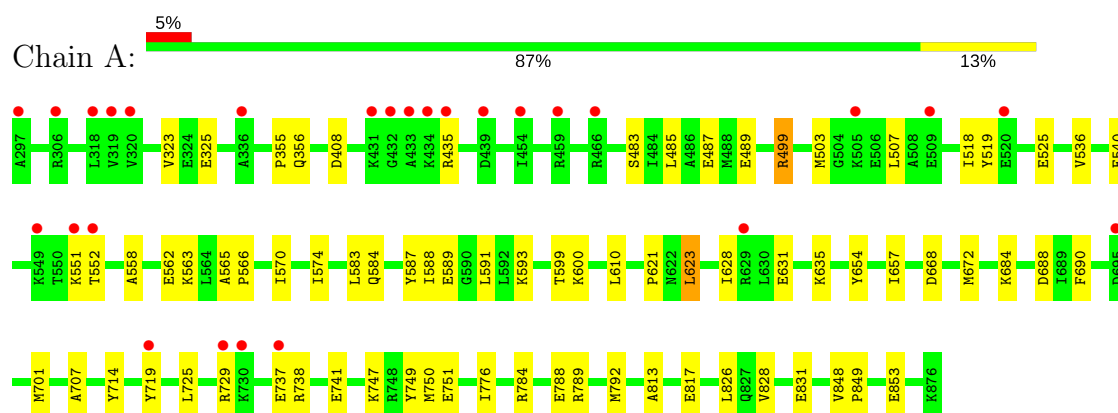 5%
Chain A:
87%
13%
A297 R306 L318 V319 V320 V323 E324 E325 A336 P355 Q356 D408 K431 G432 A433 K434 R435 D439 I454 R459 R466 S483 I484 L485 A486 E487 M488 E489 R499 M503 G504 K505 E506 L507 A508 E509 I518 Y519 E520 E525 V536
K549 T550 K551 T552 A558 E562 K563 L564 A565 P566 I570 I574 L583 Q584 Y587 I588 E589 G590 L591 L592 K593 T599 K600 L610 P621 N622 L623 I628 R629 L630 E631 K635 Y654 I657 D668 M672 K684 D688 I689 F690 D695
M701 A707 Y714 Y719 L725 R729 K730 E737 R738 E741 K747 R748 Y749 M750 E751 I776 R784 E788 R789 M792 A813 E817 L826 Q827 V828 E831 V848 P849 E853 K876